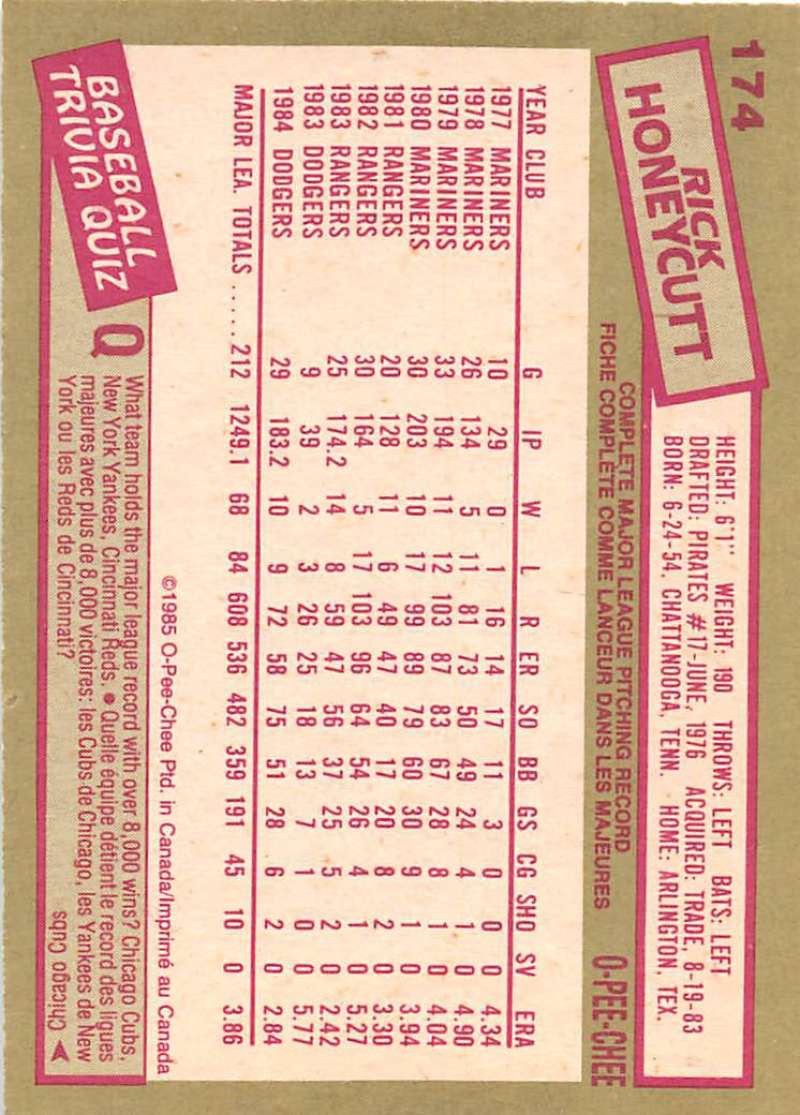 174
RICK
HONEYCUTT
HEIGHT: 6'1'' WEIGHT: 190 THROWS: LEFT BATS: LEFT
DRAFTED: PIRATES #17-JUNE, 1976 ACQUIRED: TRADE, 8-19-83
BORN: 6-24-54, CHATTANOOGA, TENN. HOME: ARLINGTON, TEX.
COMPLETE MAJOR LEAGUE PITCHING RECORD
FICHE COMPLÈTE COMME LANCEUR DANS LES MAJEURES
O-PEE-CHEE
YEAR CLUB G IP W L R ER SO BB GS CG SHO SV ERA
1977 MARINERS 10 29 0 1 16 14 17 11 3 0 0 0 4.34
1978 MARINERS 26 134 5 11 81 73 50 49 24 4 1 0 4.90
1979 MARINERS 33 194 11 12 103 87 83 67 28 8 1 0 4.04
1980 MARINERS 30 203 10 17 99 89 79 60 30 9 1 0 3.94
1981 RANGERS 20 128 11 6 49 47 40 17 20 8 2 0 3.30
1982 RANGERS 30 164 5 17 103 96 64 54 26 4 1 0 5.27
1983 RANGERS 25 174.2 14 8 59 47 56 37 25 5 2 0 2.42
1983 DODGERS 9 39 2 3 26 25 18 13 7 1 0 0 5.77
1984 DODGERS 29 183.2 10 9 72 58 75 51 28 6 2 0 2.84
MAJOR LEA. TOTALS ..... 212 1249.1 68 84 608 536 482 359 191 45 10 0 3.86
©1985 O-Pee-Chee Ptd. in Canada/Imprimé au Canada
BASEBALL
TRIVIA QUIZ
Q
What team holds the major league record with over 8,000 wins? Chicago Cubs,
New York Yankees, Cincinnati Reds. ● Quelle équipe détient le record des ligues
majeures avec plus de 8,000 victoires: les Cubs de Chicago, les Yankees de New
York ou les Reds de Cincinnati?
Chicago Cubs